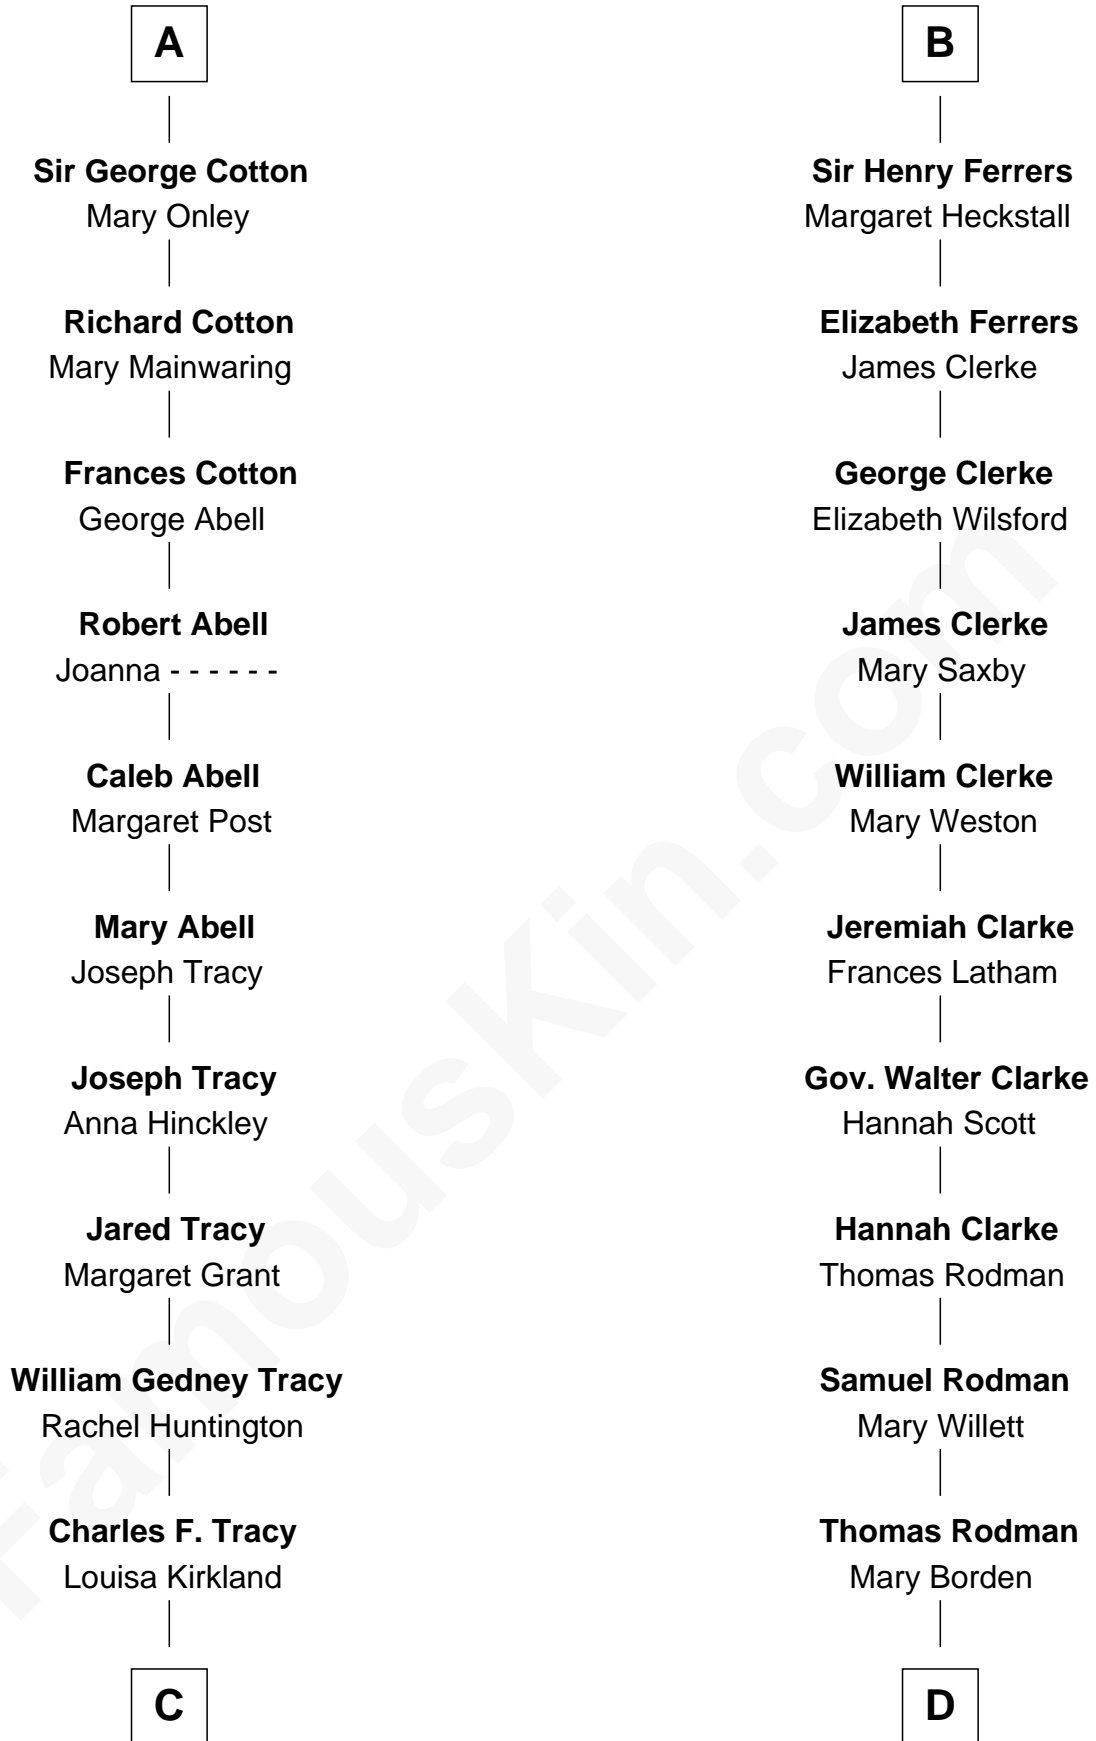 A
Sir George Cotton
Mary Onley
Richard Cotton
Mary Mainwaring
Frances Cotton
George Abell
Robert Abell
Joanna - - - - - -
Caleb Abell
Margaret Post
Mary Abell
Joseph Tracy
Joseph Tracy
Anna Hinckley
Jared Tracy
Margaret Grant
William Gedney Tracy
Rachel Huntington
Charles F. Tracy
Louisa Kirkland
C
B
Sir Henry Ferrers
Margaret Heckstall
Elizabeth Ferrers
James Clerke
George Clerke
Elizabeth Wilsford
James Clerke
Mary Saxby
William Clerke
Mary Weston
Jeremiah Clarke
Frances Latham
Gov. Walter Clarke
Hannah Scott
Hannah Clarke
Thomas Rodman
Samuel Rodman
Mary Willett
Thomas Rodman
Mary Borden
D
FamousKin.com